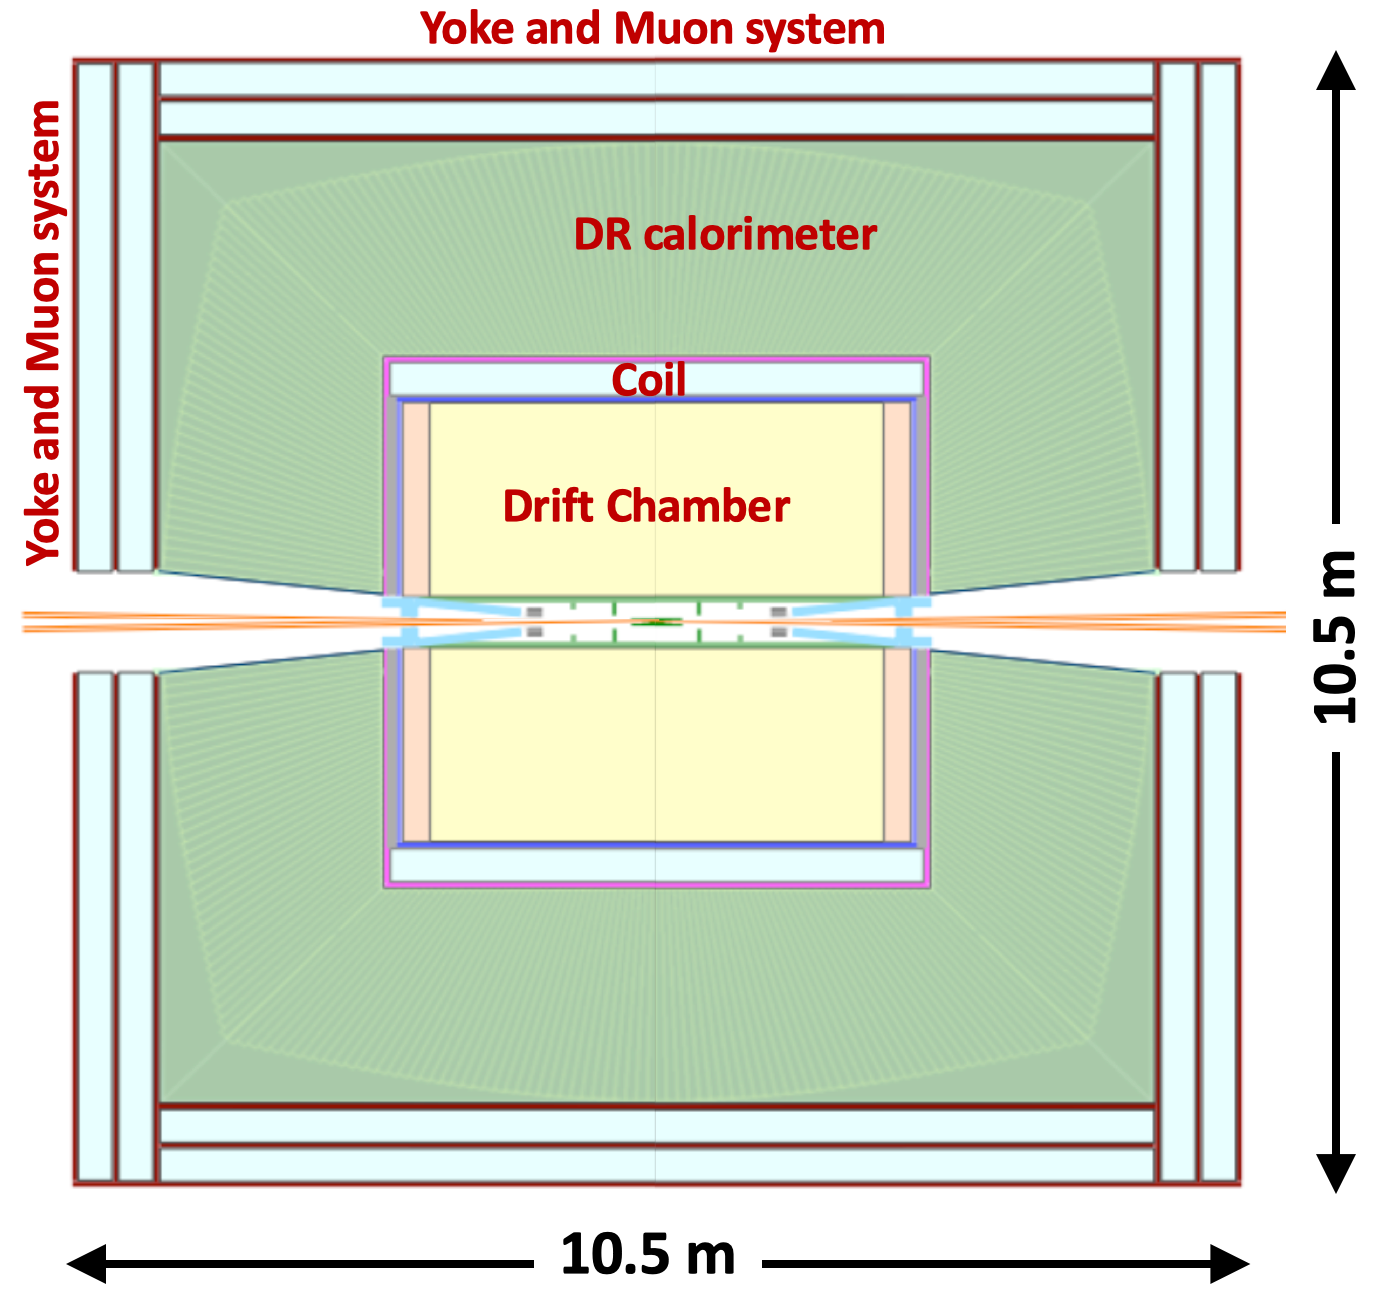 Yoke and Muon system
Yoke and Muon system
DR calorimeter
Coil
Drift Chamber
10.5 m
10.5 m